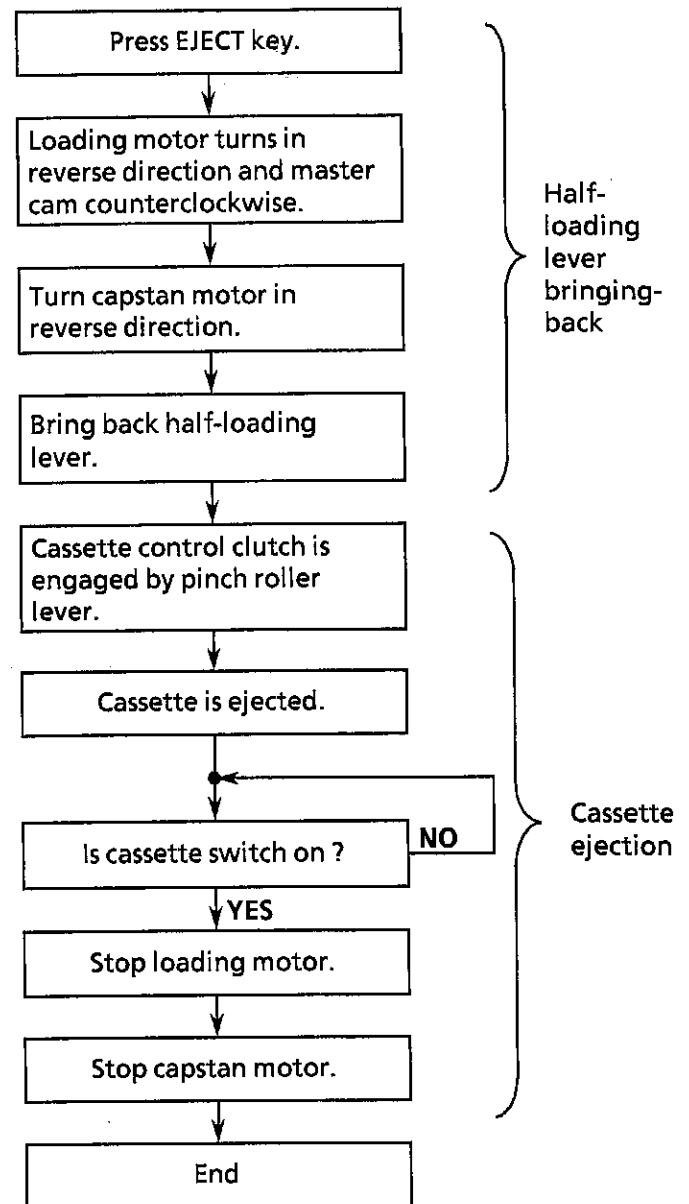 Press EJECT key.
Loading motor turns in
reverse direction and master
cam counterclockwise.
Turn capstan motor in
reverse direction.
Bring back half-loading
lever.
Half-
loading
lever
bringing-
back
Cassette control clutch is
engaged by pinch roller
lever.
Cassette is ejected.
Is cassette switch on ?
NO
YES
Stop loading motor.
Stop capstan motor.
Cassette
ejection
End